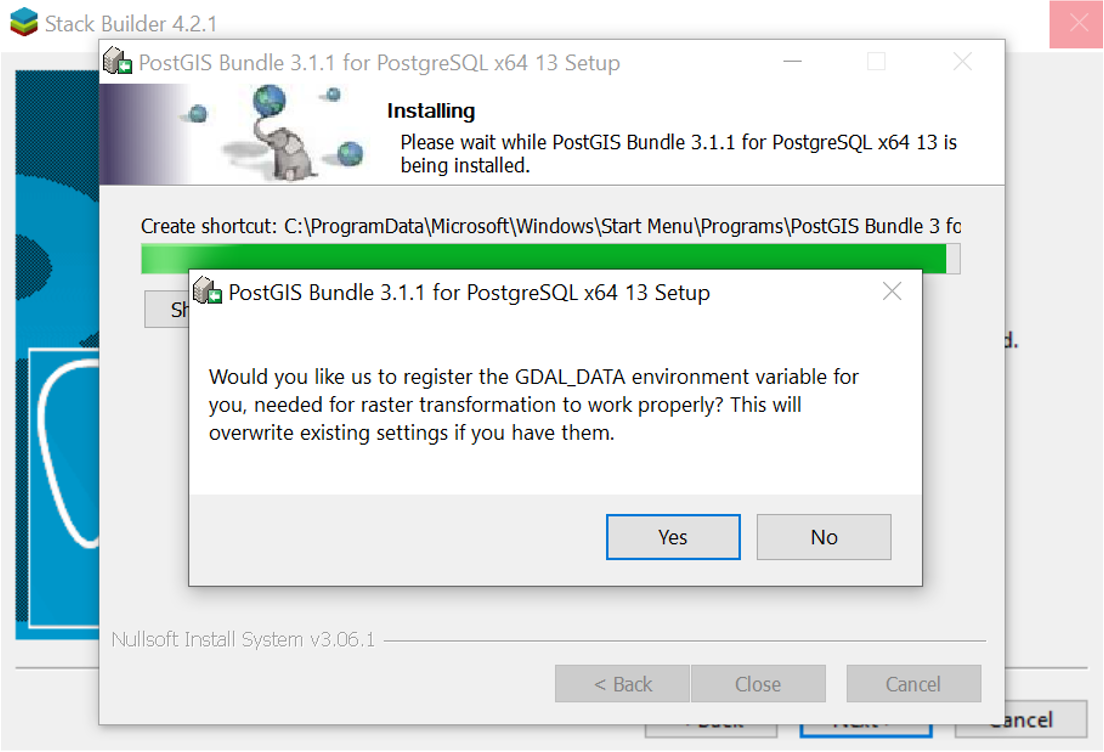 Stack Builder 4.2.1
PostGIS Bundle 3.1.1 for PostgreSQL x64 13 Setup
Installing
Please wait while PostGIS Bundle 3.1.1 for PostgreSQL x64 13 is
being installed.
Create shortcut: C:\ProgramData\Microsoft\Windows\Start Menu\Programs\PostGIS Bundle 3 fo
PostGIS Bundle 3.1.1 for PostgreSQL x64 13 Setup
Would you like us to register the GDAL_DATA environment variable for
you, needed for raster transformation to work properly? This will
overwrite existing settings if you have them.
Yes No
Nullsoft Install System v3.06.1
< Back Close Cancel